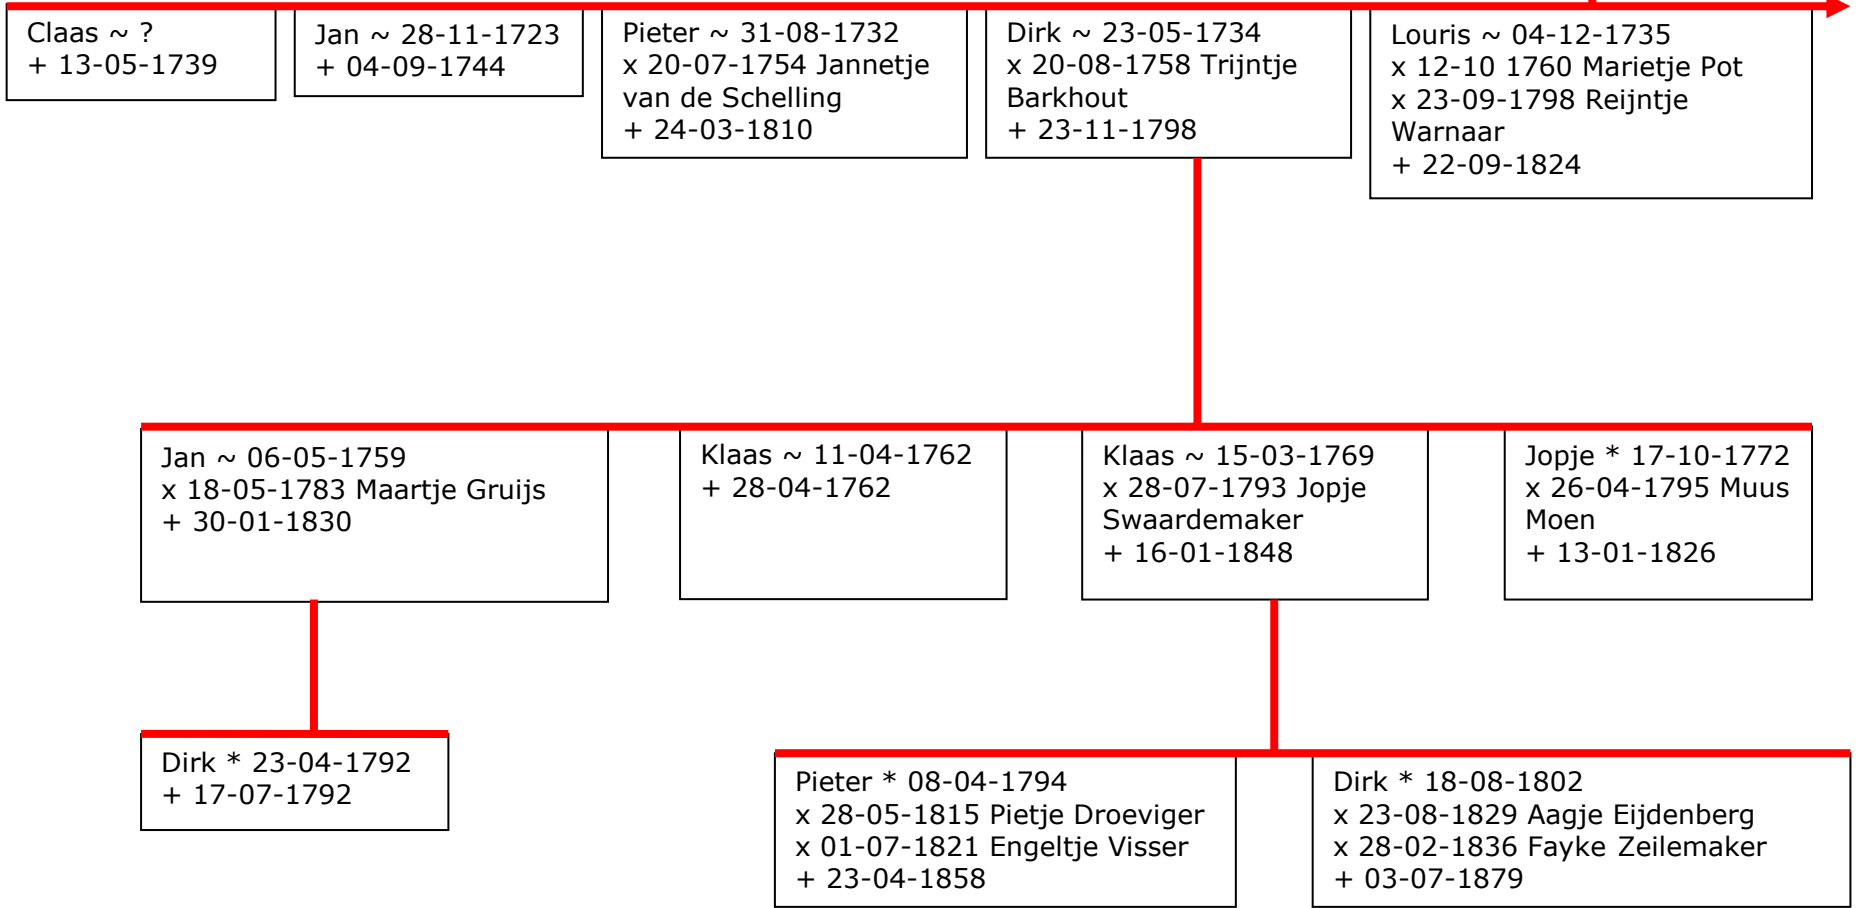 Claas ~ ?
+ 13-05-1739
Jan ~ 28-11-1723
+ 04-09-1744
Pieter ~ 31-08-1732
x 20-07-1754 Jannetje
van de Schelling
+ 24-03-1810
Dirk ~ 23-05-1734
x 20-08-1758 Trijntje
Barkhout
+ 23-11-1798
Louris ~ 04-12-1735
x 12-10 1760 Marietje Pot
x 23-09-1798 Reijntje
Warnaar
+ 22-09-1824
Jan ~ 06-05-1759
x 18-05-1783 Maartje Gruijs
+ 30-01-1830
Klaas ~ 11-04-1762
+ 28-04-1762
Klaas ~ 15-03-1769
x 28-07-1793 Jopje
Swaardemaker
+ 16-01-1848
Jopje * 17-10-1772
x 26-04-1795 Muus
Moen
+ 13-01-1826
Dirk * 23-04-1792
+ 17-07-1792
Pieter * 08-04-1794
x 28-05-1815 Pietje Droeviger
x 01-07-1821 Engeltje Visser
+ 23-04-1858
Dirk * 18-08-1802
x 23-08-1829 Aagje Eijdenberg
x 28-02-1836 Fayke Zeilemaker
+ 03-07-1879